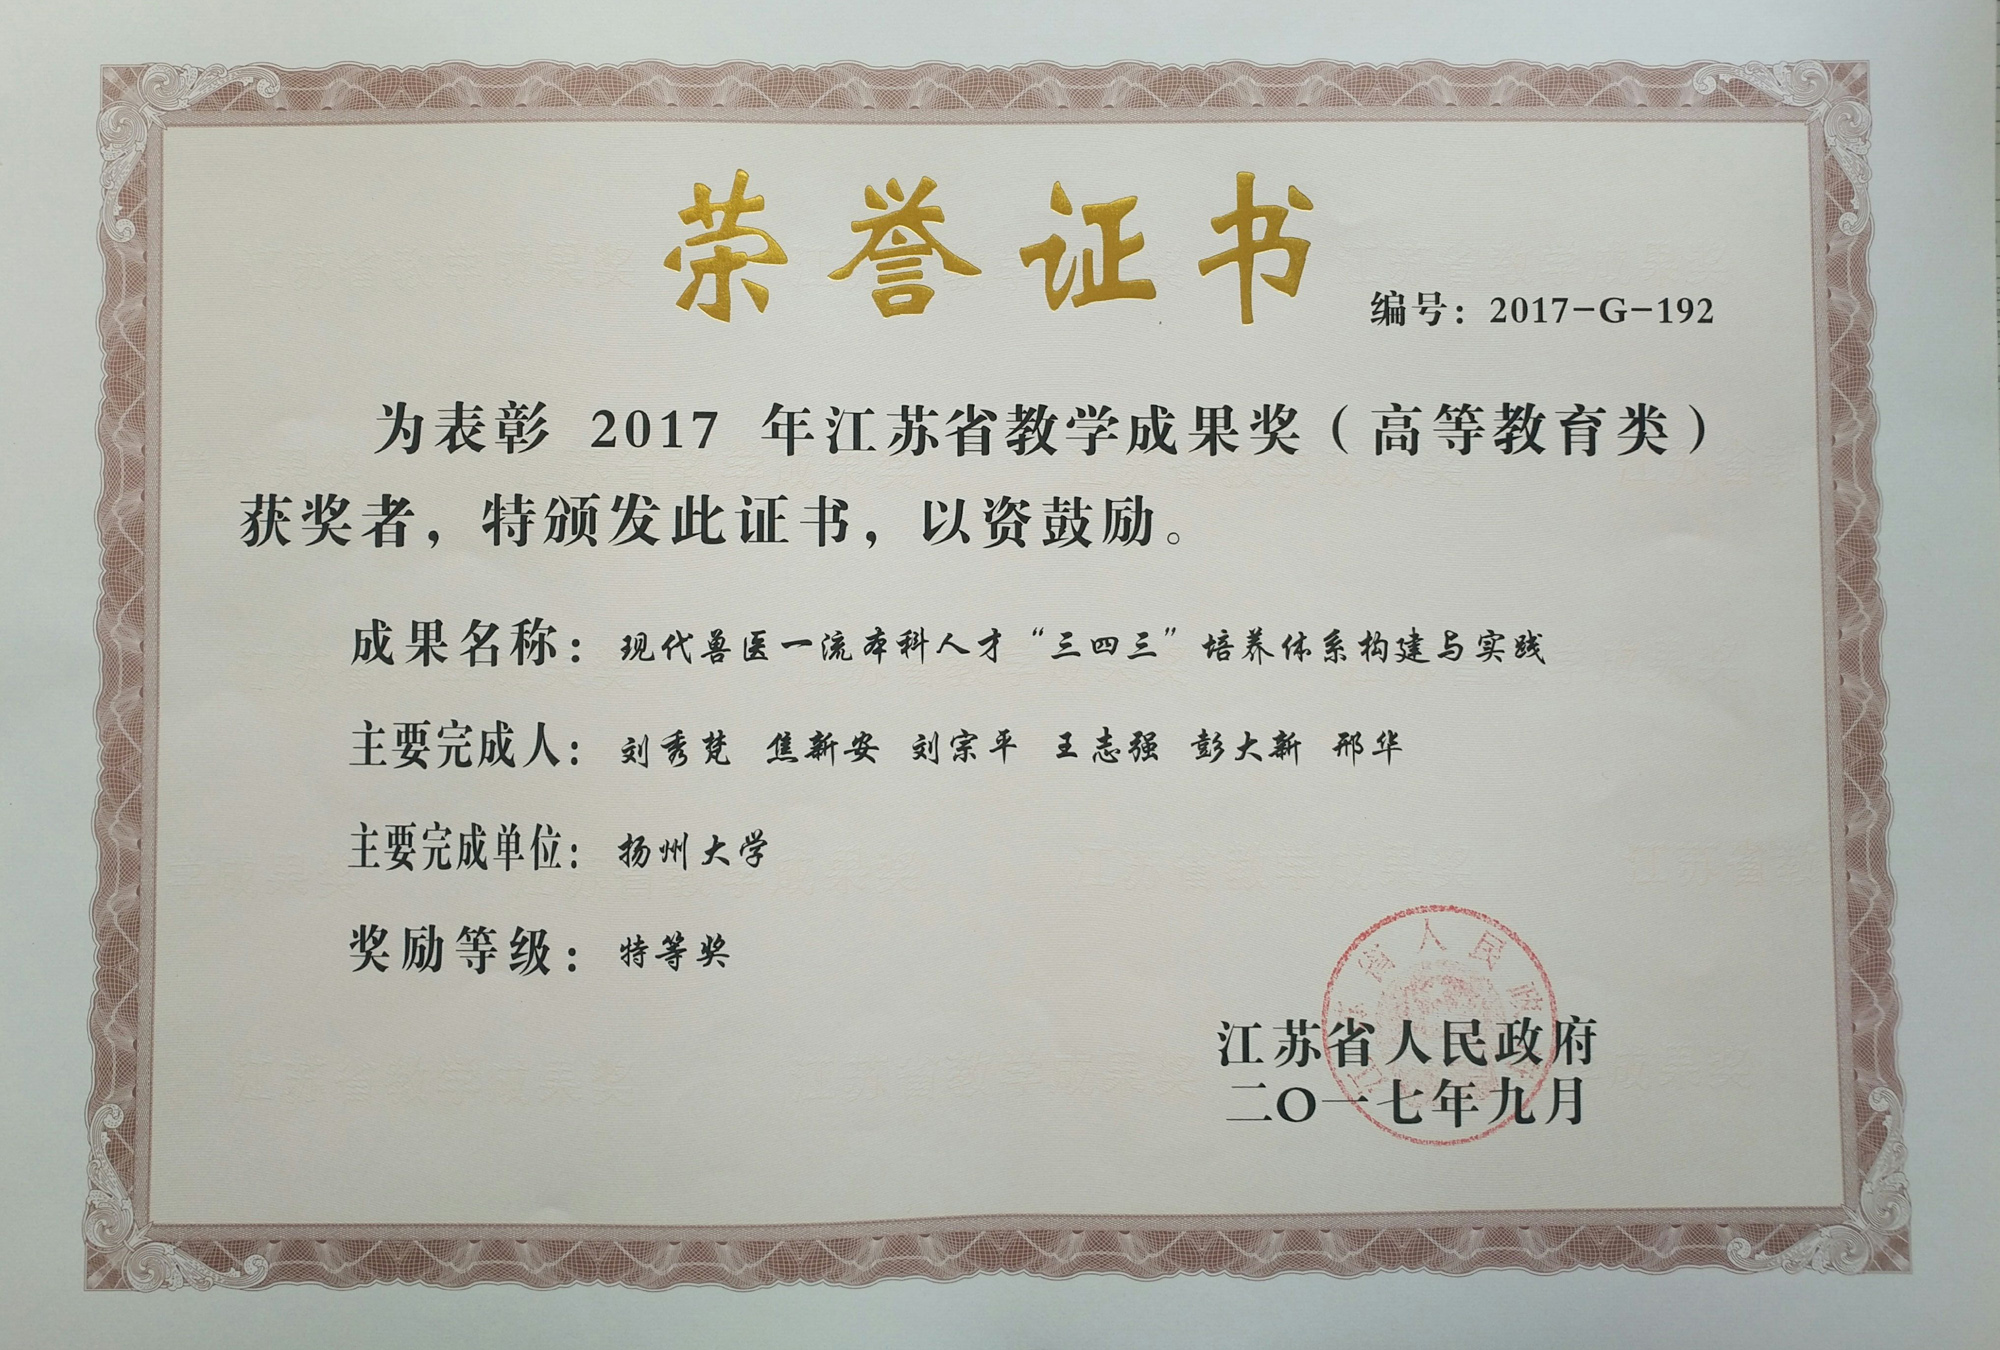 荣誉证书
编号：2017-G-192
为表彰 2017 年江苏省教学成果奖（高等教育类）
获奖者，特颁发此证书，以资鼓励。
成果名称：现代兽医一流本科人才“三四三”培养体系构建与实践
主要完成人：刘秀梵 焦新安 刘宗平 王志强 彭大新 邢华
主要完成单位：扬州大学
奖励等级：特等奖
江苏省人民政府
二〇一七年九月